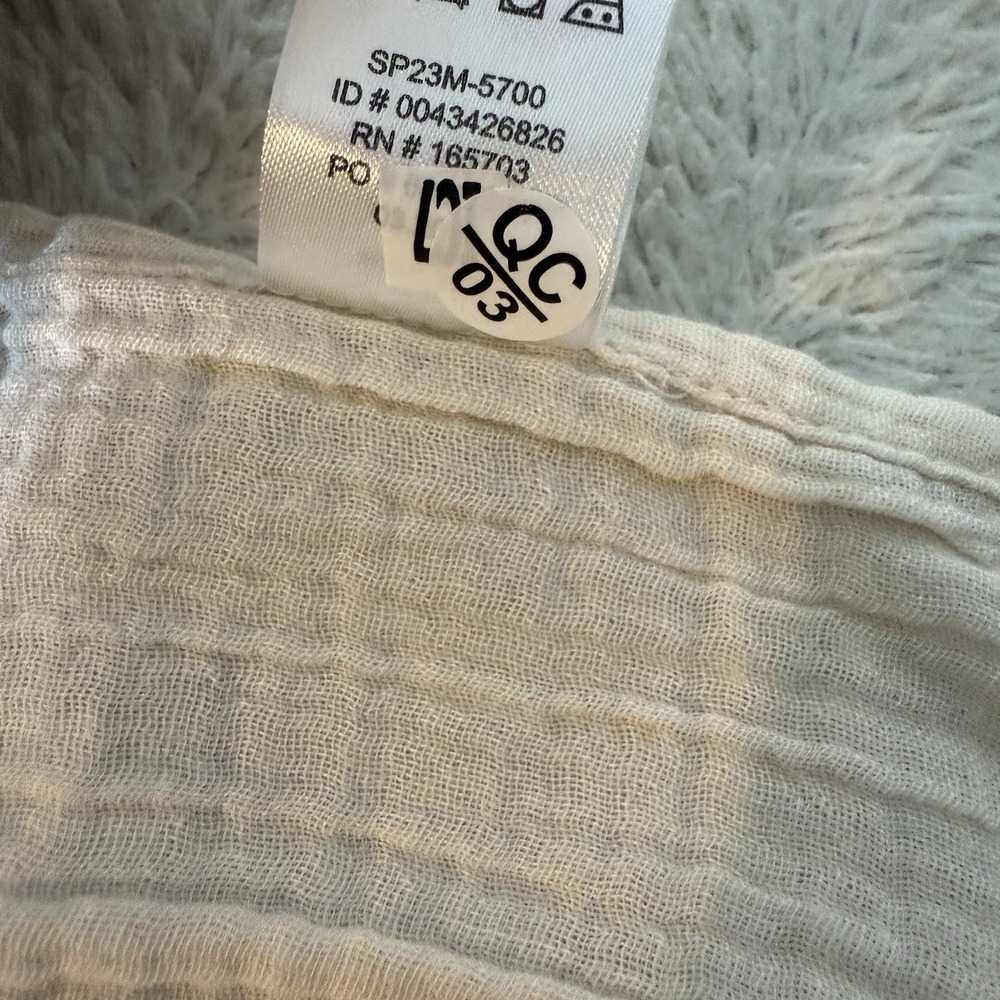 SP23M-5700
ID # 0043426826
RN # 165703
PO
QC
03